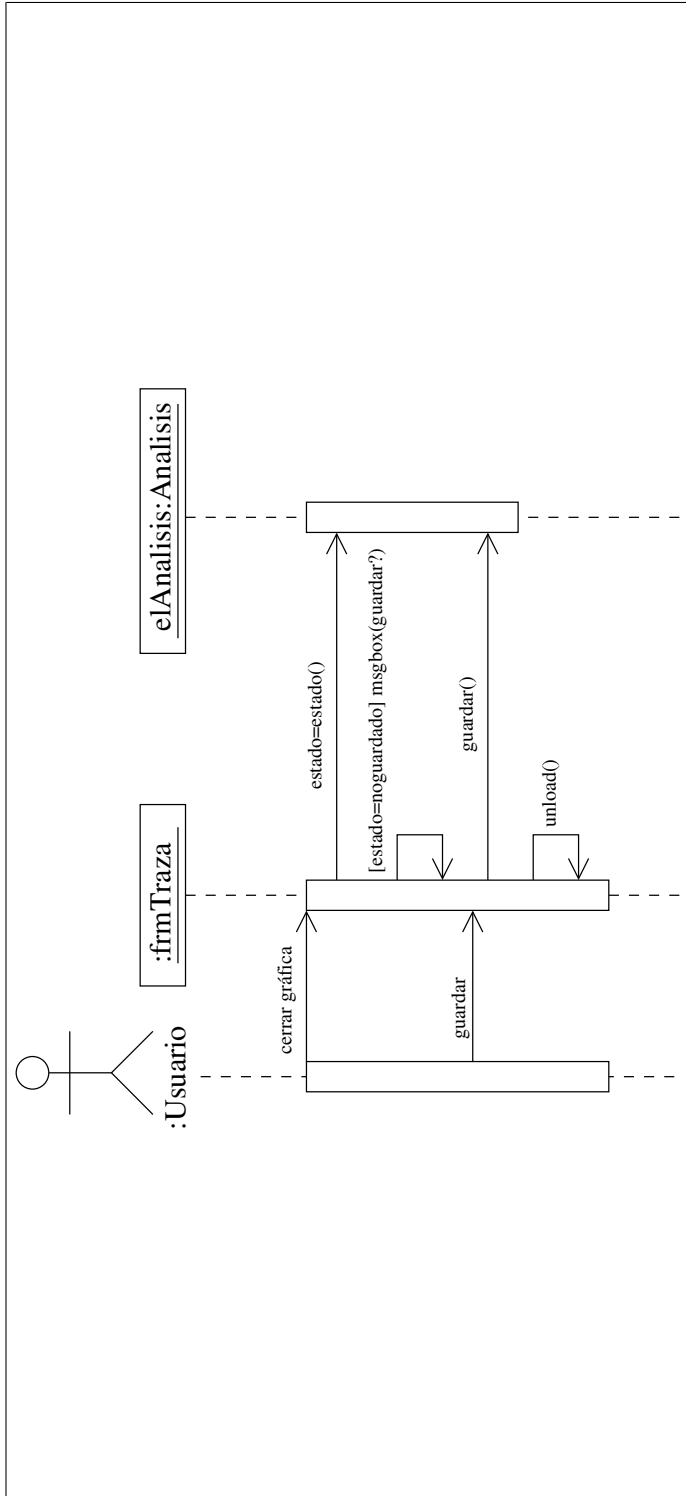 :Usuario
:frmTraza
elAnalisis:Analisis
cerrar gráfica
estado=estado()
[estado=noguardado] msgbox(guardar?)
guardar
guardar()
unload()